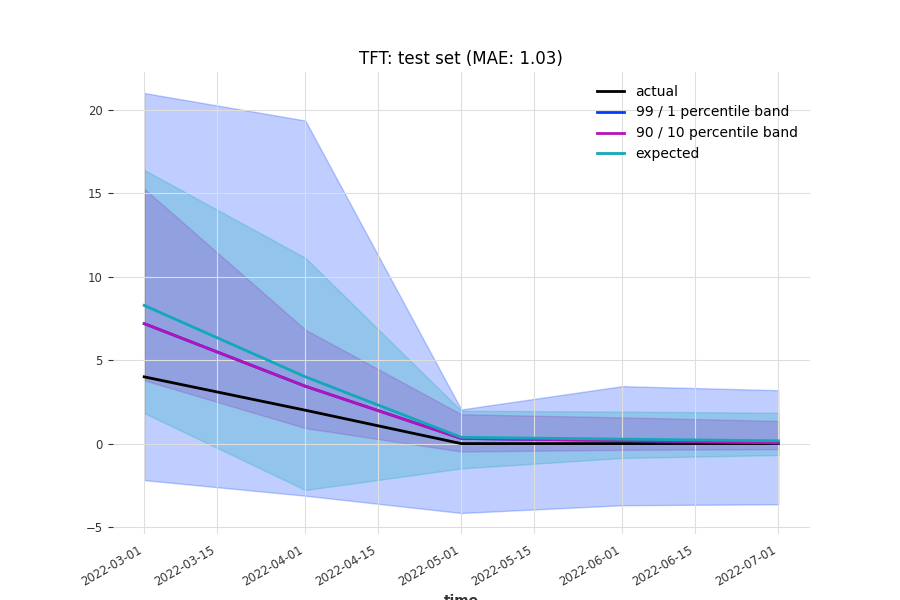 TFT: test set (MAE: 1.03)
actual
99 / 1 percentile band
90 / 10 percentile band
expected
20
15
10
5
0
−5
2022-03-01
2022-03-15
2022-04-01
2022-04-15
2022-05-01
2022-05-15
2022-06-01
2022-06-15
2022-07-01
time